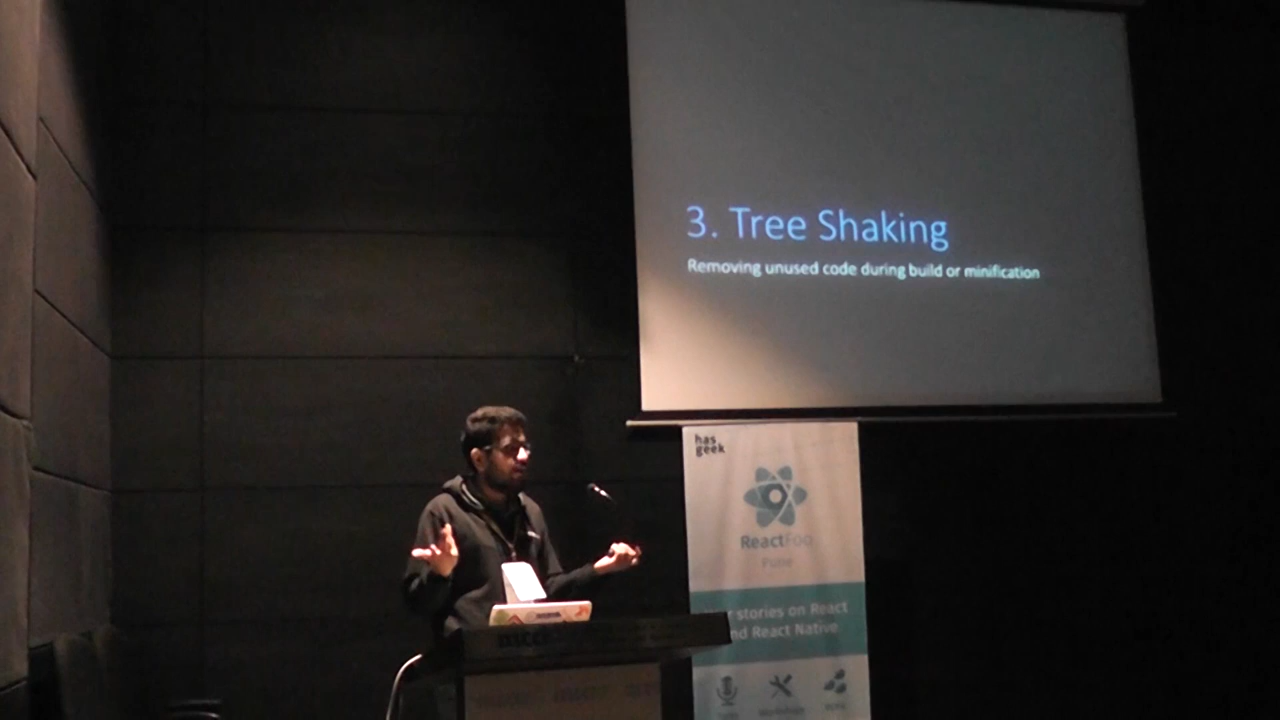 3. Tree Shaking
Removing unused code during build or minification
has
geek
ReactFoo
Pune
stories on React
and React Native